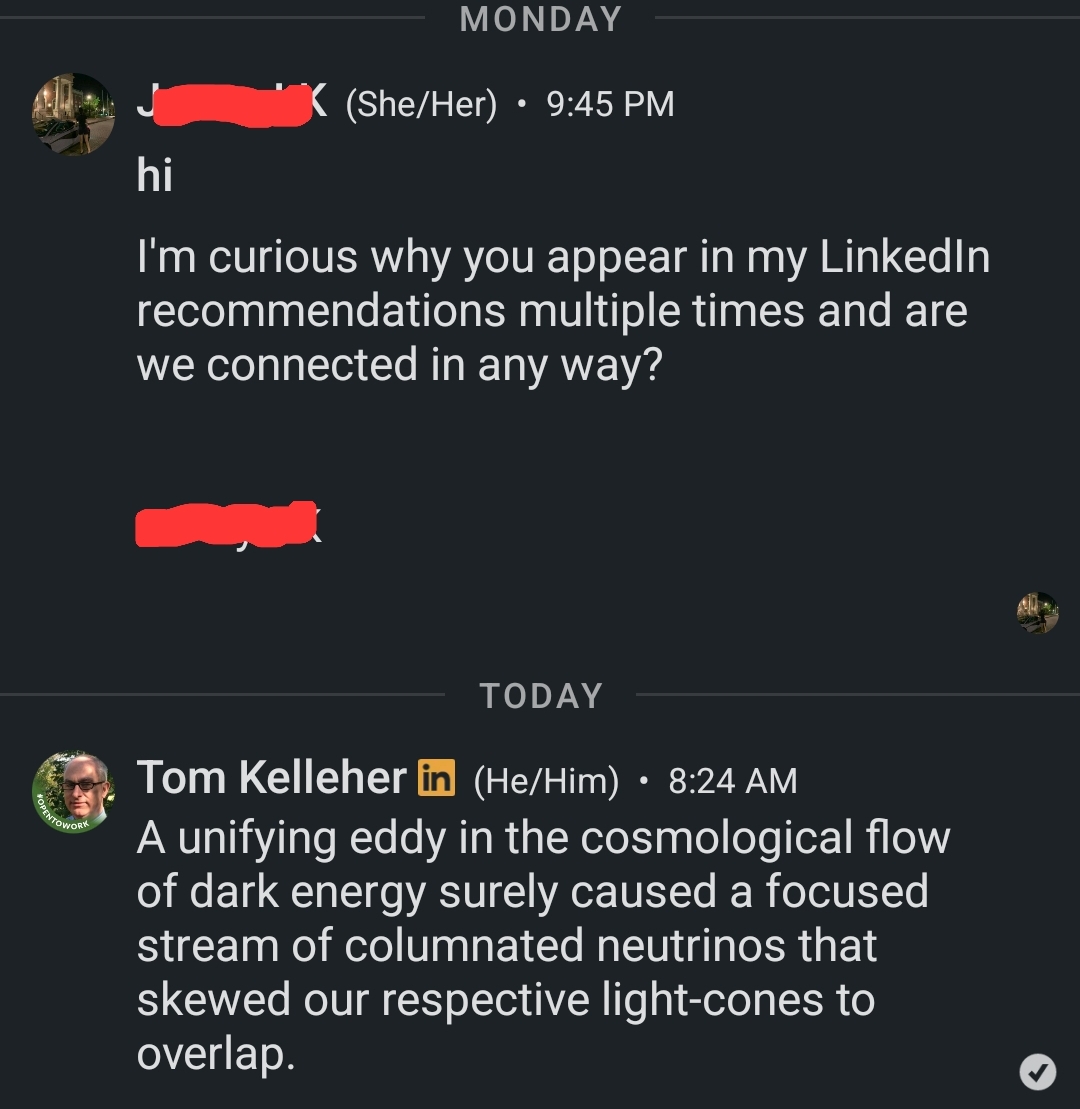 MONDAY
(She/Her) • 9:45 PM
hi
I'm curious why you appear in my LinkedIn
recommendations multiple times and are
we connected in any way?
TODAY
Tom Kelleher in (He/Him) • 8:24 AM
#OPENTOWORK
A unifying eddy in the cosmological flow
of dark energy surely caused a focused
stream of columnated neutrinos that
skewed our respective light-cones to
overlap.